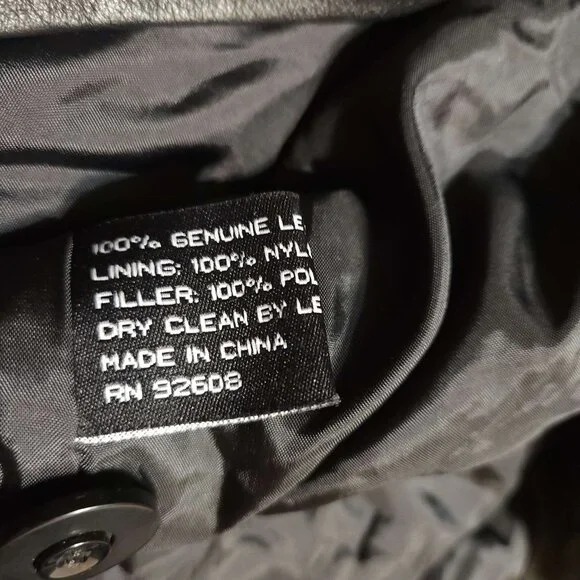 100% GENUINE LE
LINING: 100% NYL
FILLER: 100% POL
DRY CLEAN BY LE
MADE IN CHINA
RN 92608